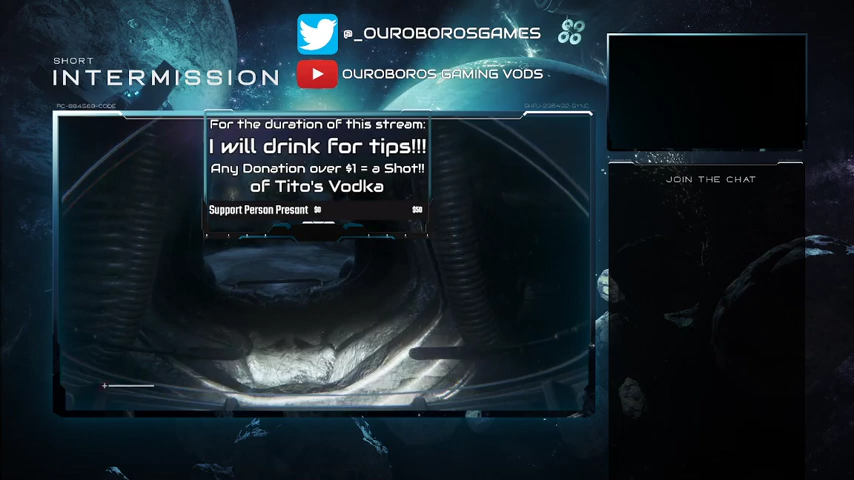 SHORT
INTERMISSION
@_OUROBOROSGAMES
OUROBOROS GAMING VODS
For the duration of this stream:
I will drink for tips!!!
Any Donation over $1 = a Shot!!
of Tito's Vodka
Support Person Presant $0 $50
JOIN THE CHAT